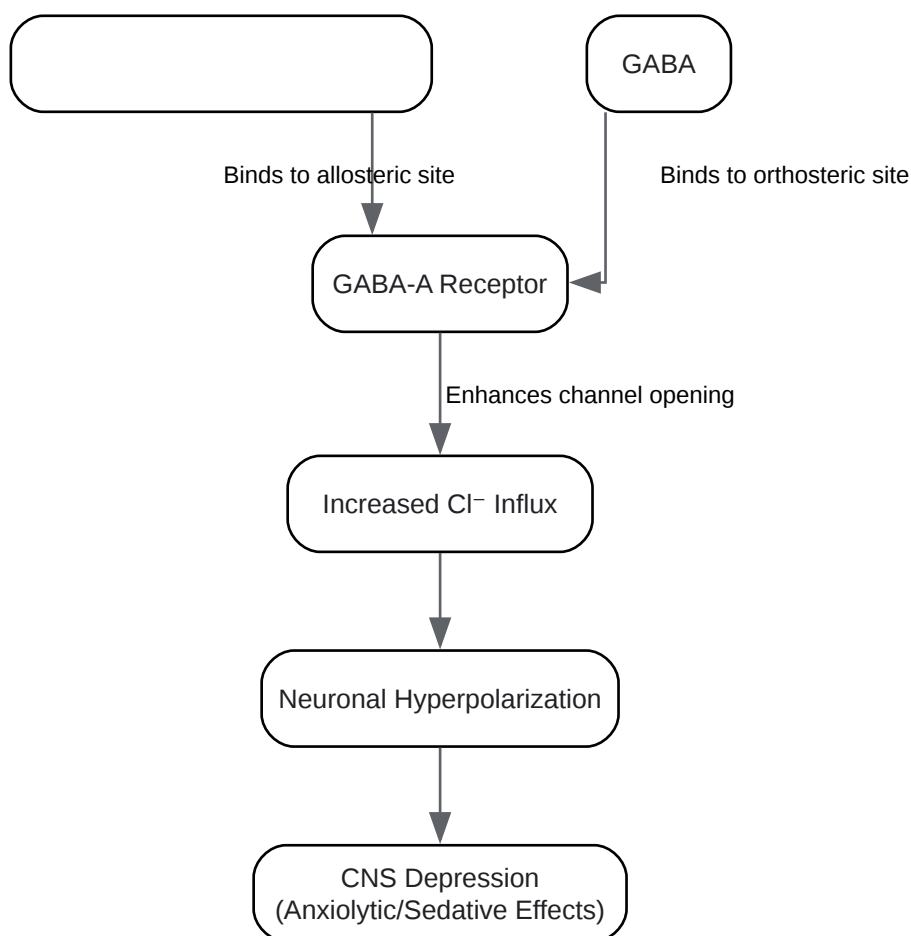 GABA
Binds to allosteric site
Binds to orthosteric site
GABA-A Receptor
Enhances channel opening
Increased Cl⁻ Influx
Neuronal Hyperpolarization
CNS Depression
(Anxiolytic/Sedative Effects)